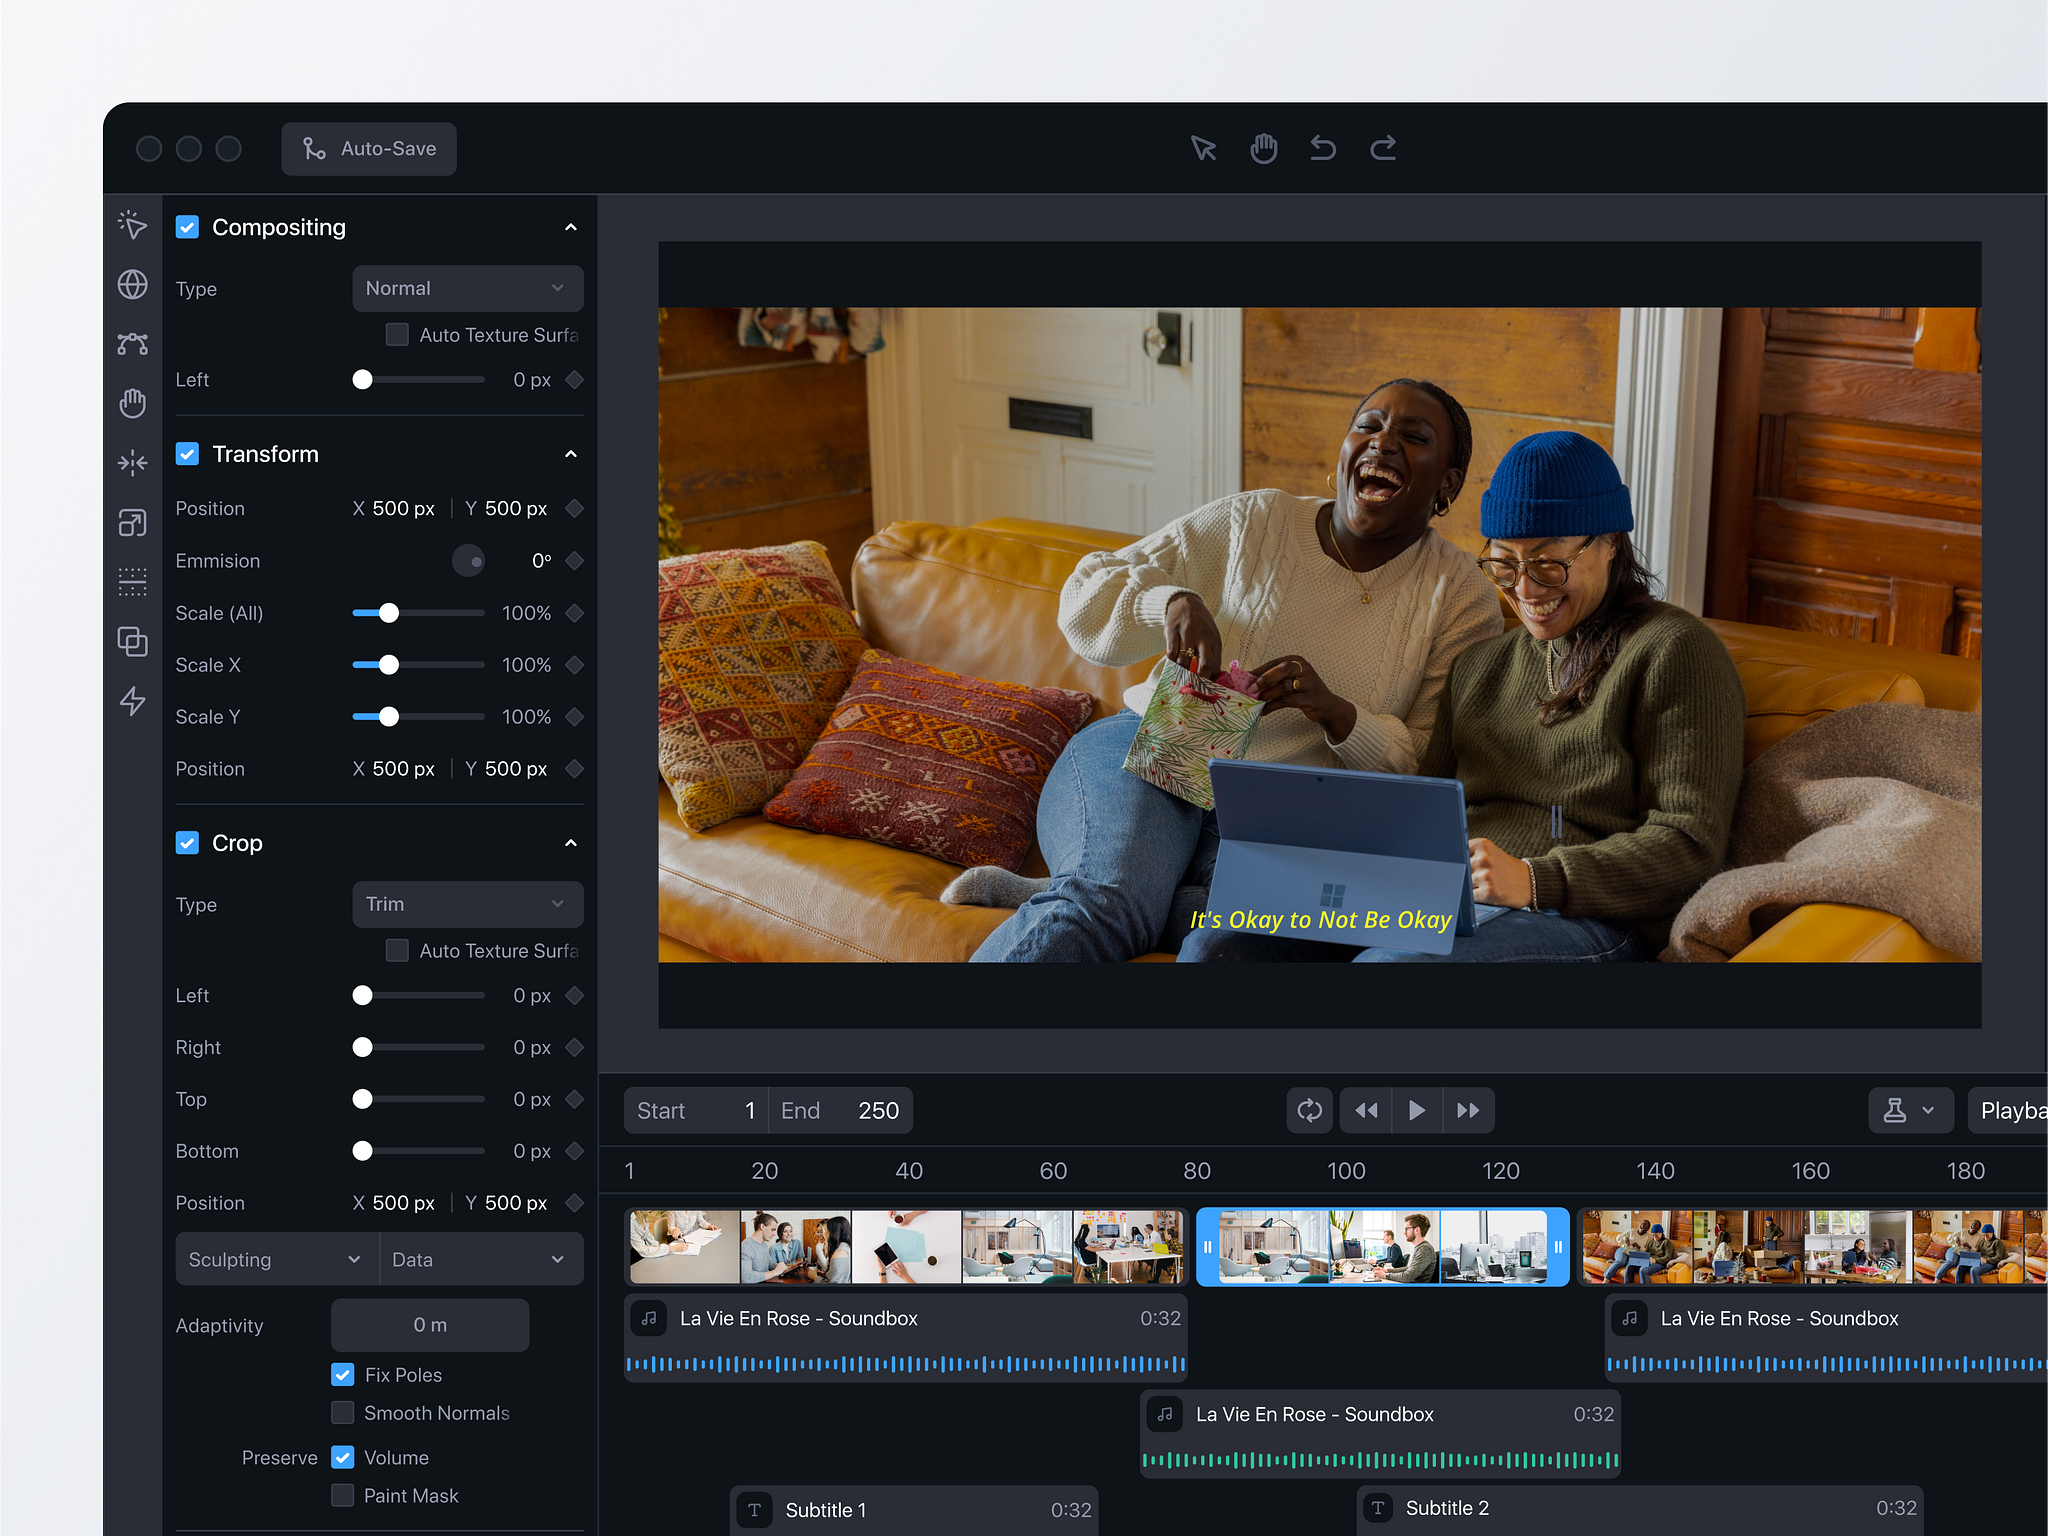 Auto-Save
Compositing
Type Normal
Auto Texture Surfa
Left 0 px
Transform
Position X 500 px Y 500 px
Emmision 0°
Scale (All) 100%
Scale X 100%
Scale Y 100%
Position X 500 px Y 500 px
Crop
Type Trim
Auto Texture Surfa
Left 0 px
Right 0 px
Top 0 px
Bottom 0 px
Position X 500 px Y 500 px
Sculpting Data
Adaptivity 0 m
Fix Poles
Smooth Normals
Preserve Volume
Paint Mask
It's Okay to Not Be Okay
Start 1 End 250
Playba
1 20 40 60 80 100 120 140 160 180
La Vie En Rose - Soundbox 0:32
La Vie En Rose - Soundbox
La Vie En Rose - Soundbox 0:32
T Subtitle 1 0:32
T Subtitle 2 0:32